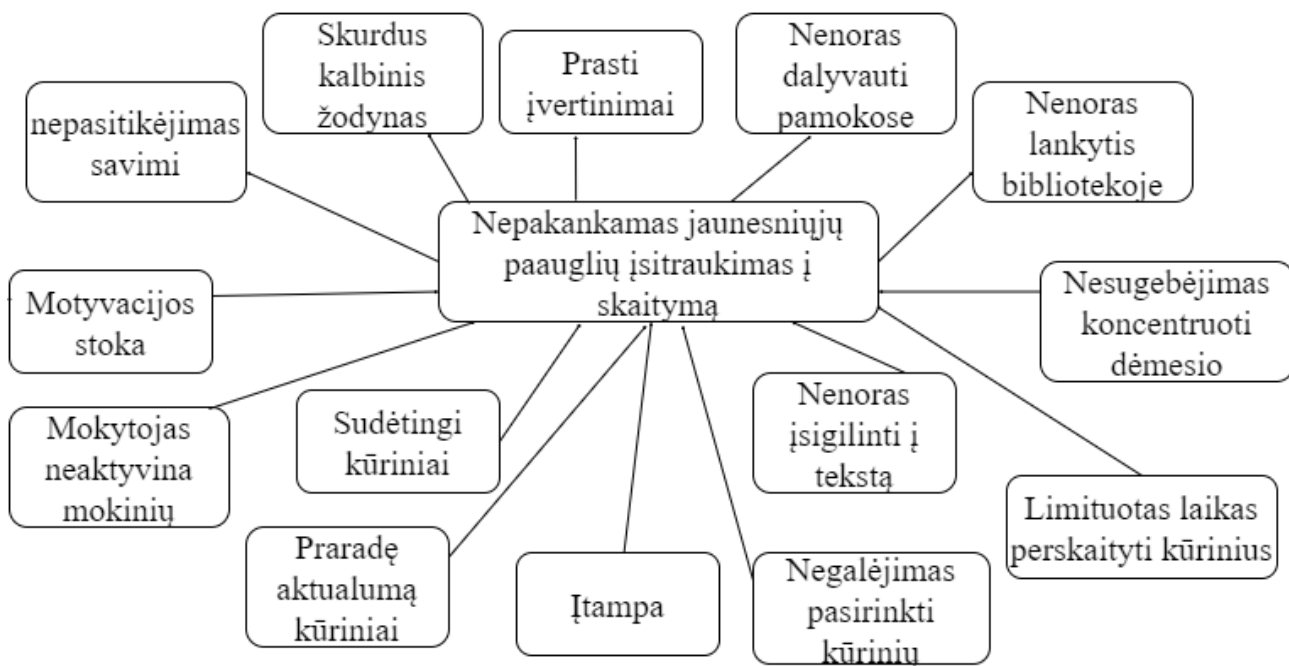 Skurdus
kalbinis
žodynas
Prasti
įvertinimai
Nenoras
dalyvauti
pamokose
nepasitikėjimas
savimi
Nenoras
lankytis
bibliotekoje
Nepakankamas jaunesniųjų
paauglių įsitraukimas į
skaitymą
Motyvacijos
stoka
Nesugebėjimas
koncentruoti
dėmesio
Mokytojas
neaktyvina
mokinių
Sudėtingi
kūriniai
Nenoras
įsigilinti į
tekstą
Limituotas laikas
perskaityti kūrinius
Praradę
aktualumą
kūriniai
Įtampa
Negalėjimas
pasirinkti
kūrinių